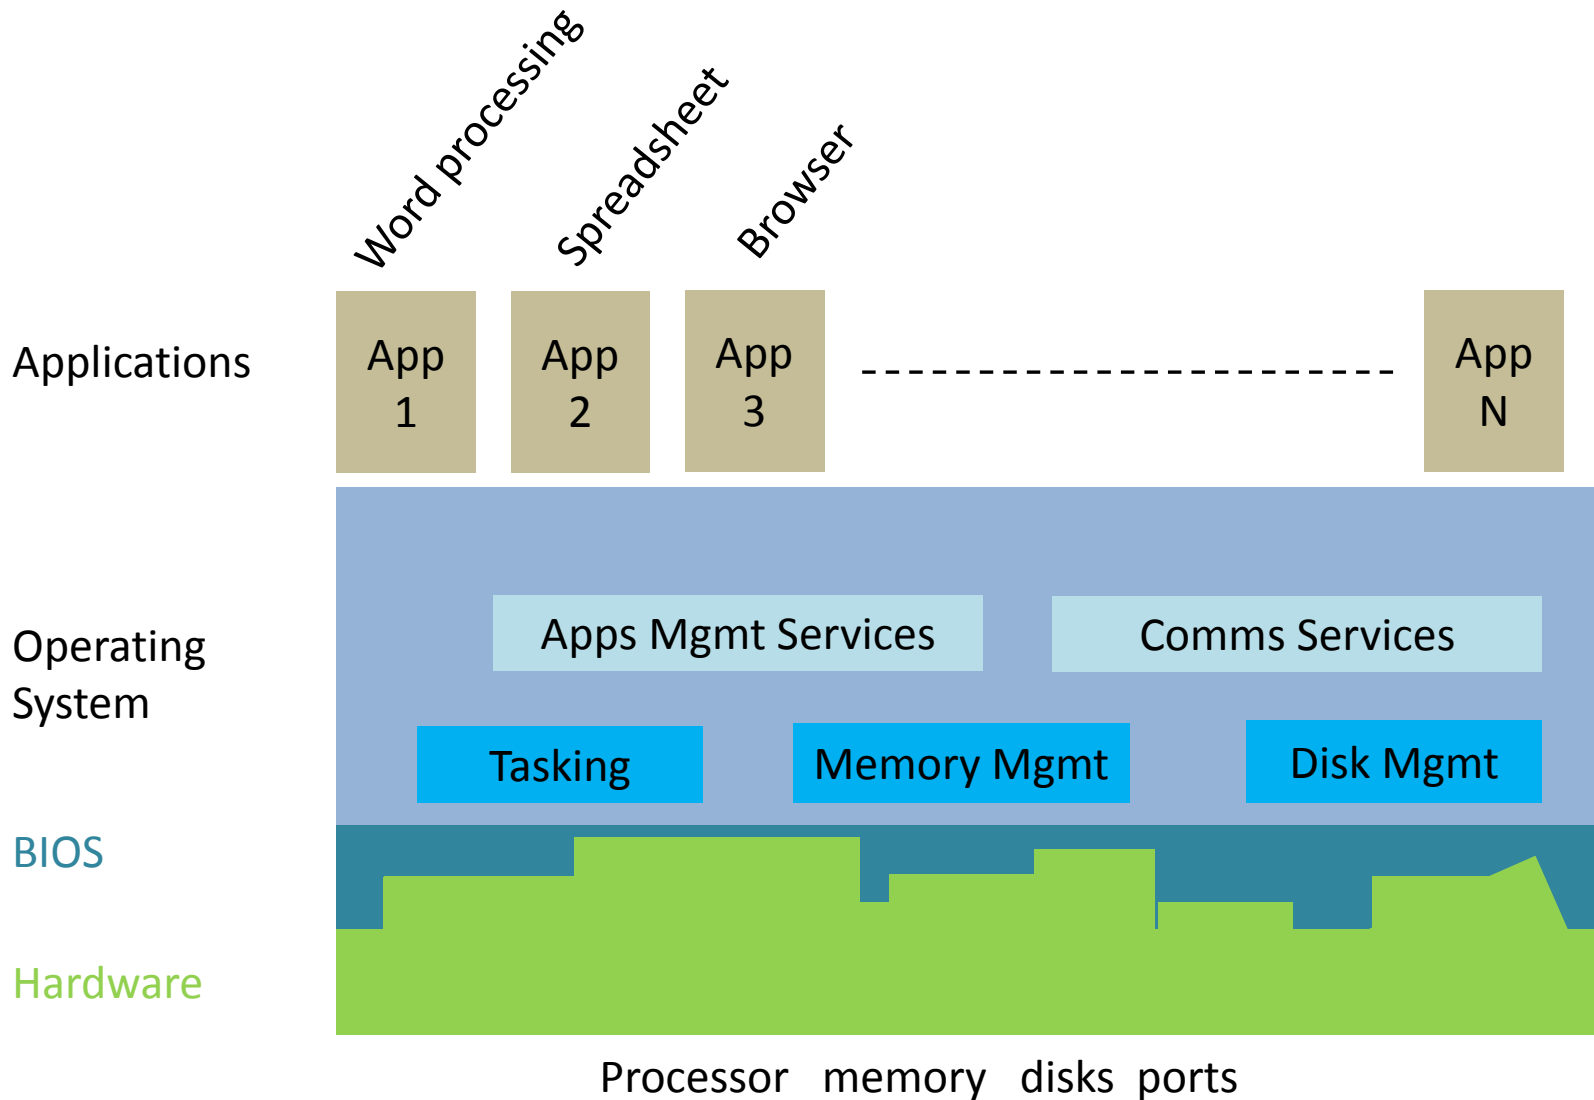 Word processing
Spreadsheet
Browser
Applications
App
1
App
2
App
3
App
N
Operating
System
Apps Mgmt Services
Comms Services
Tasking
Memory Mgmt
Disk Mgmt
BIOS
Hardware
Processor memory disks ports